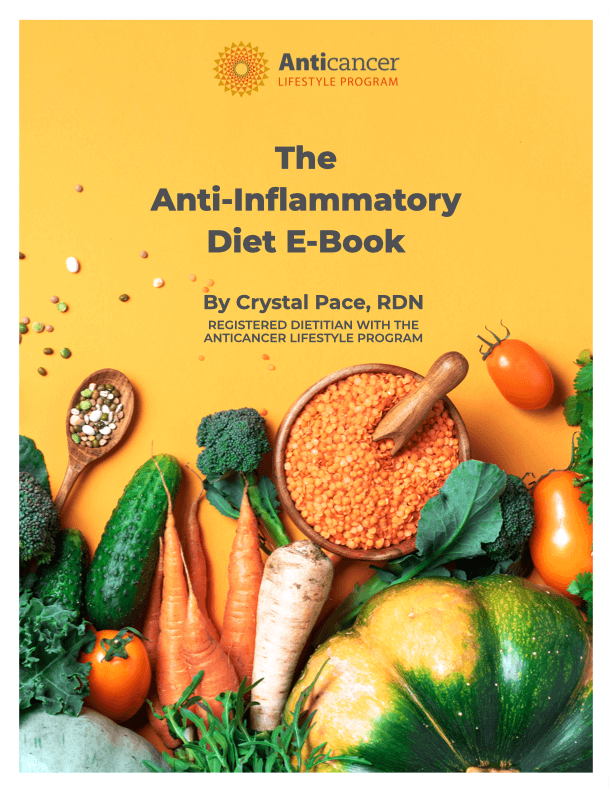 Anticancer
LIFESTYLE PROGRAM
The
Anti-Inflammatory
Diet E-Book
By Crystal Pace, RDN
REGISTERED DIETITIAN WITH THE
ANTICANCER LIFESTYLE PROGRAM